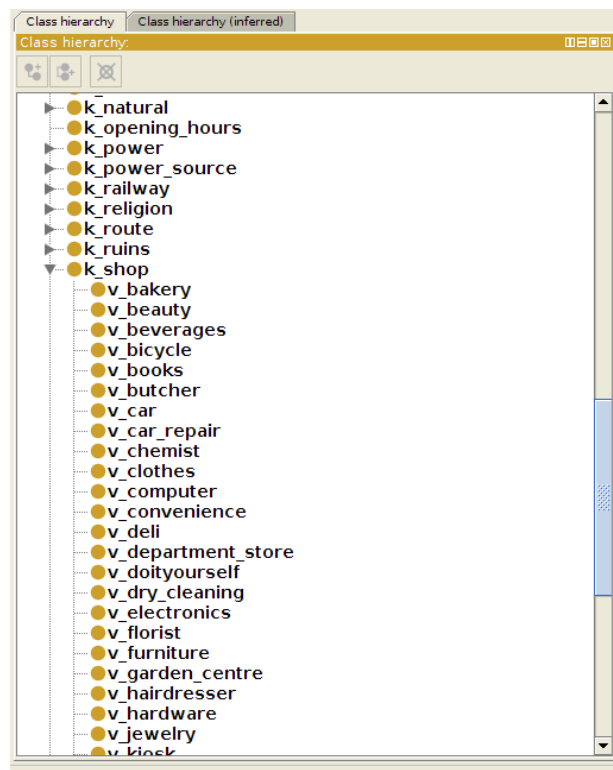 Class hierarchy Class hierarchy (inferred)
Class hierarchy:
k_natural
k_opening_hours
k_power
k_power_source
k_railway
k_religion
k_route
k_ruins
k_shop
v_bakery
v_beauty
v_beverages
v_bicycle
v_books
v_butcher
v_car
v_car_repair
v_chemist
v_clothes
v_computer
v_convenience
v_deli
v_department_store
v_doityourself
v_dry_cleaning
v_electronics
v_florist
v_furniture
v_garden_centre
v_hairdresser
v_hardware
v_jewelry
v_kiosk